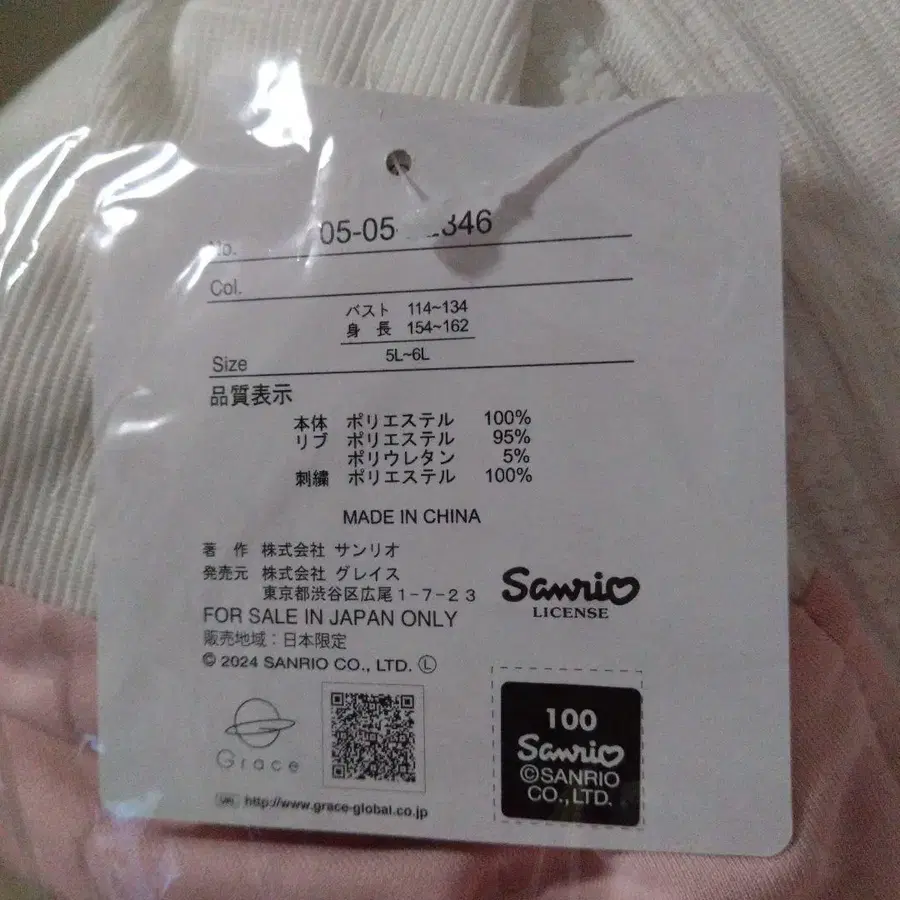 No. 05-05 346
Col.
バスト 114~134
身 長 154~162
Size 5L~6L
品質表示
本体 ポリエステル 100%
リブ ポリエステル 95%
ポリウレタン 5%
刺繍 ポリエステル 100%
MADE IN CHINA
著 作 株式会社 サンリオ
発売元 株式会社 グレイス
東京都渋谷区広尾1-7-23
FOR SALE IN JAPAN ONLY
販売地域：日本限定
© 2024 SANRIO CO., LTD. Ⓛ
Sanrio
LICENSE
Grace
URL http://www.grace-global.co.jp
100
Sanrio
©SANRIO
CO., LTD.